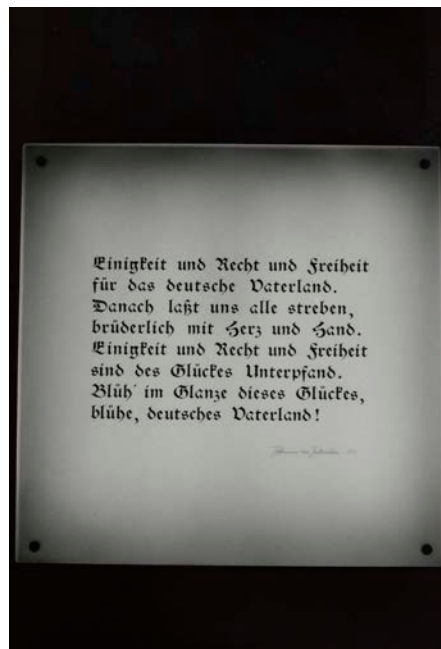 Einigkeit und Recht und Freiheit
für das deutsche Vaterland.
Danach laßt uns alle streben,
brüderlich mit Herz und Hand.
Einigkeit und Recht und Freiheit
sind des Glückes Unterpfand.
Blüh' im Glanze dieses Glückes,
blühe, deutsches Vaterland!